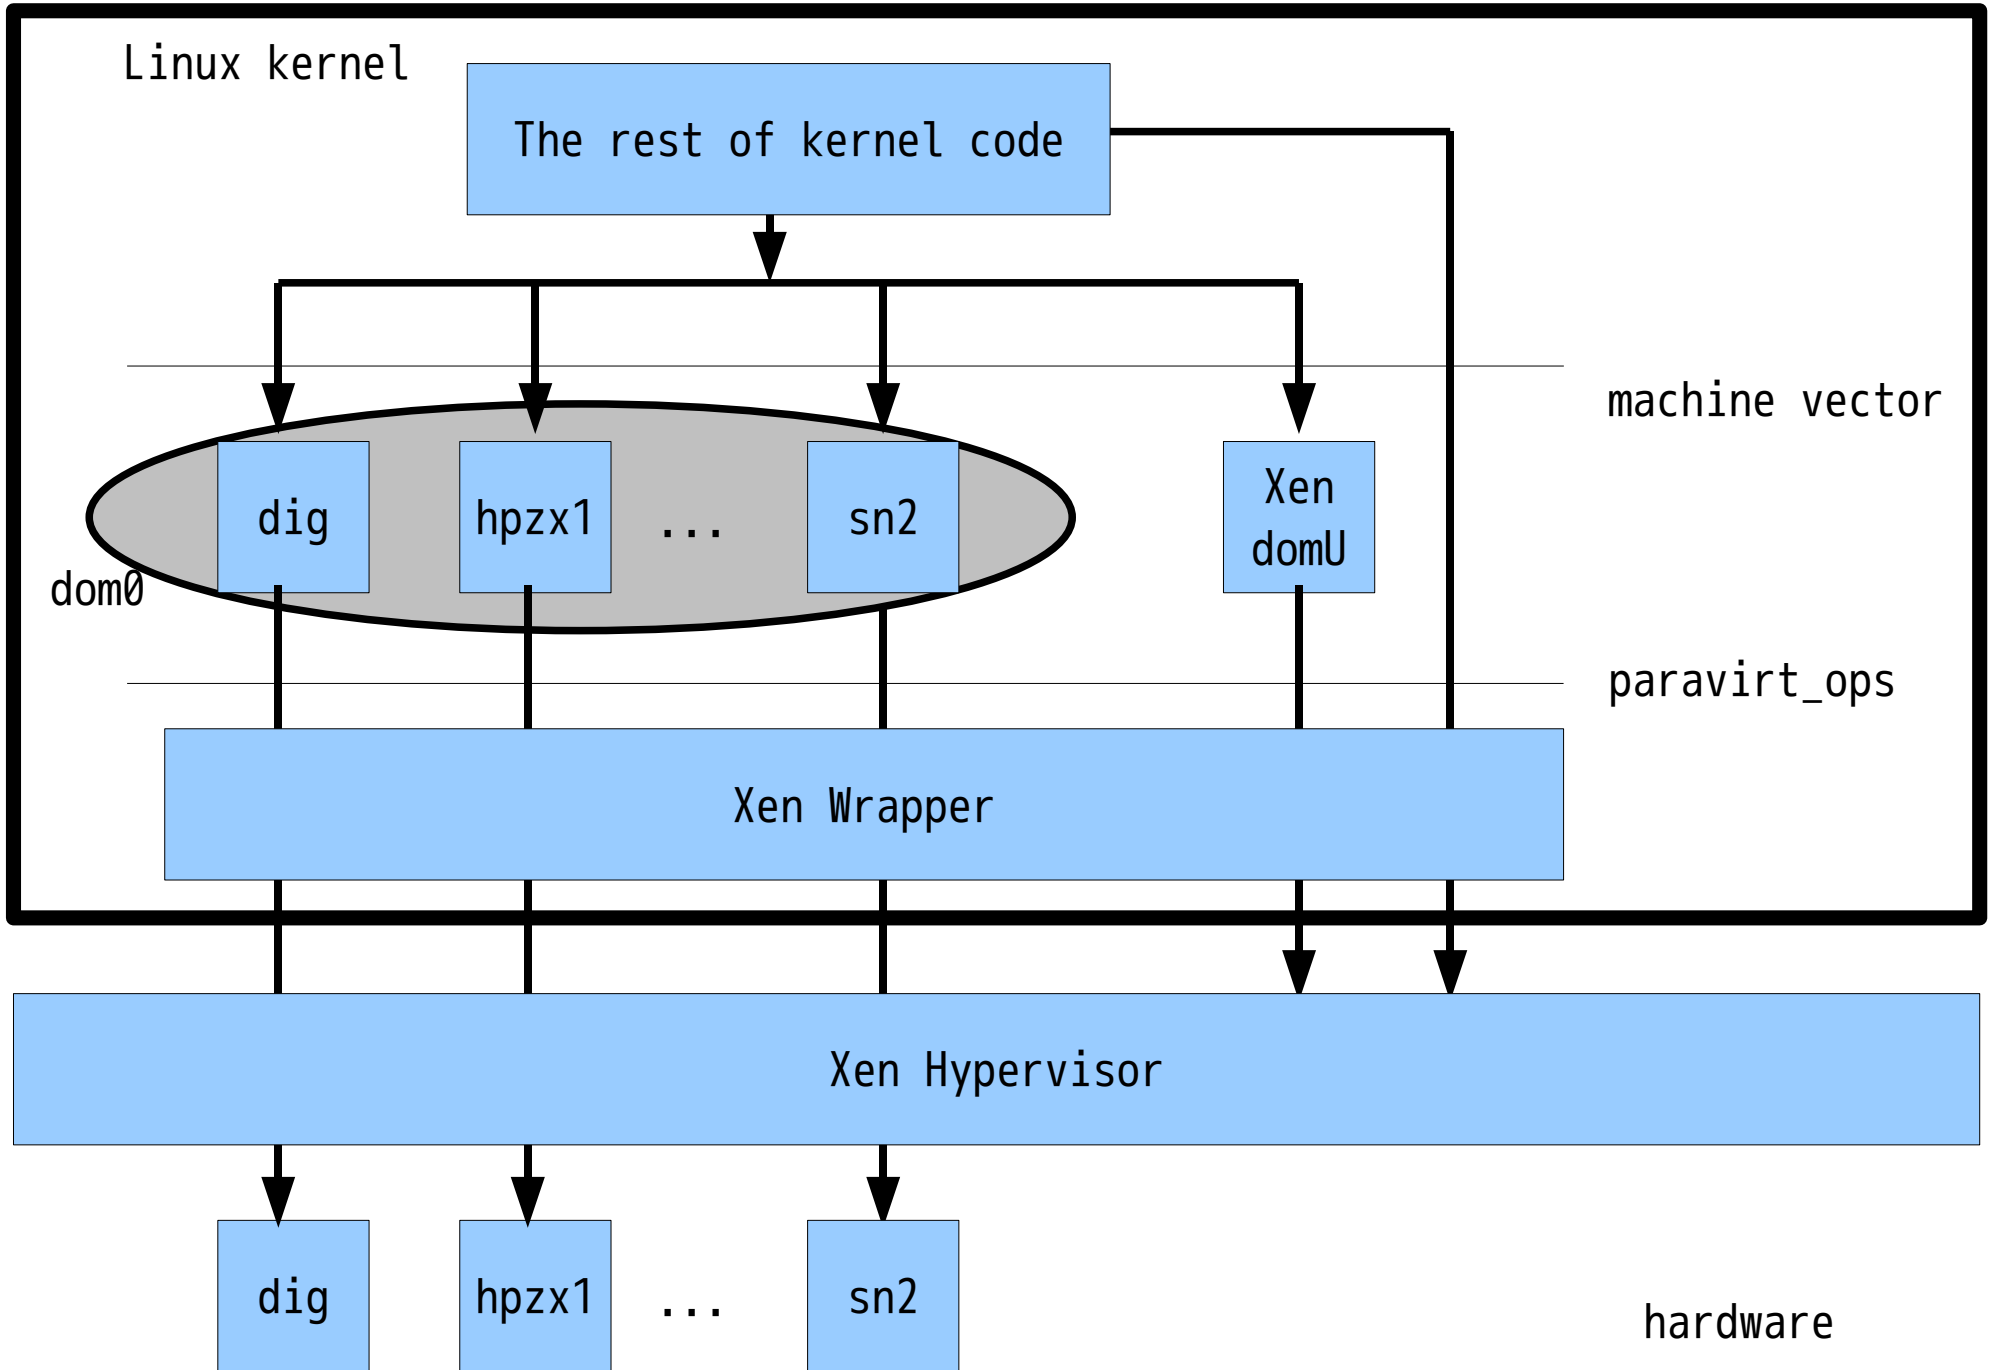 Linux kernel
The rest of kernel code
machine vector
dig
hpzx1
...
sn2
Xen
domU
dom0
paravirt_ops
Xen Wrapper
Xen Hypervisor
dig
hpzx1
...
sn2
hardware